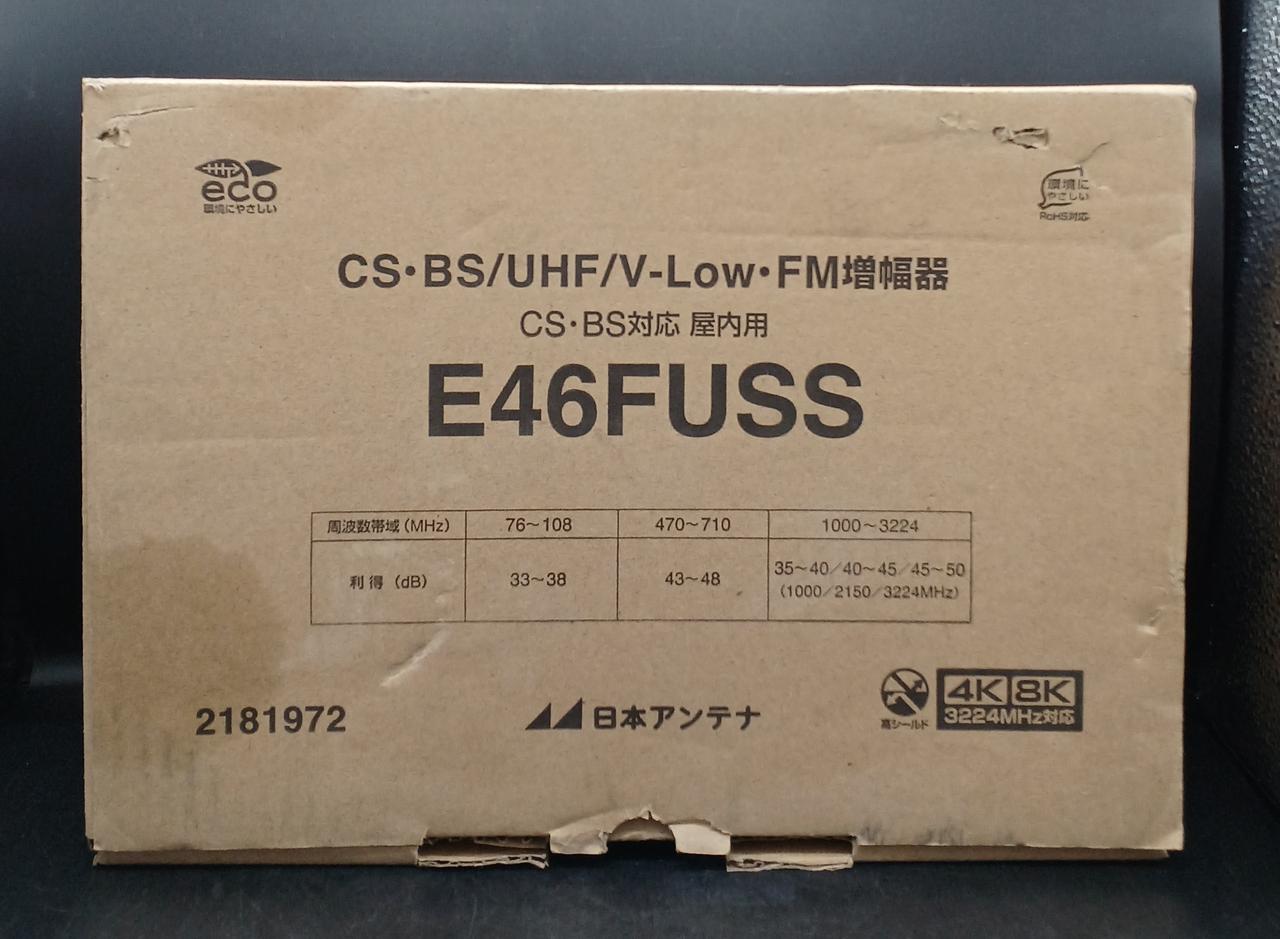 eco
環境にやさしい
環境に
やさしい
RoHS対応
CS・BS/UHF/V-Low・FM増幅器
CS・BS対応 屋内用
E46FUSS
周波数帯域(MHz) 76〜108 470〜710 1000〜3224
利得 (dB) 33〜38 43〜48 35〜40/40〜45/45〜50
(1000/2150/3224MHz)
2181972
日本アンテナ
高シールド
4K 8K
3224MHz対応